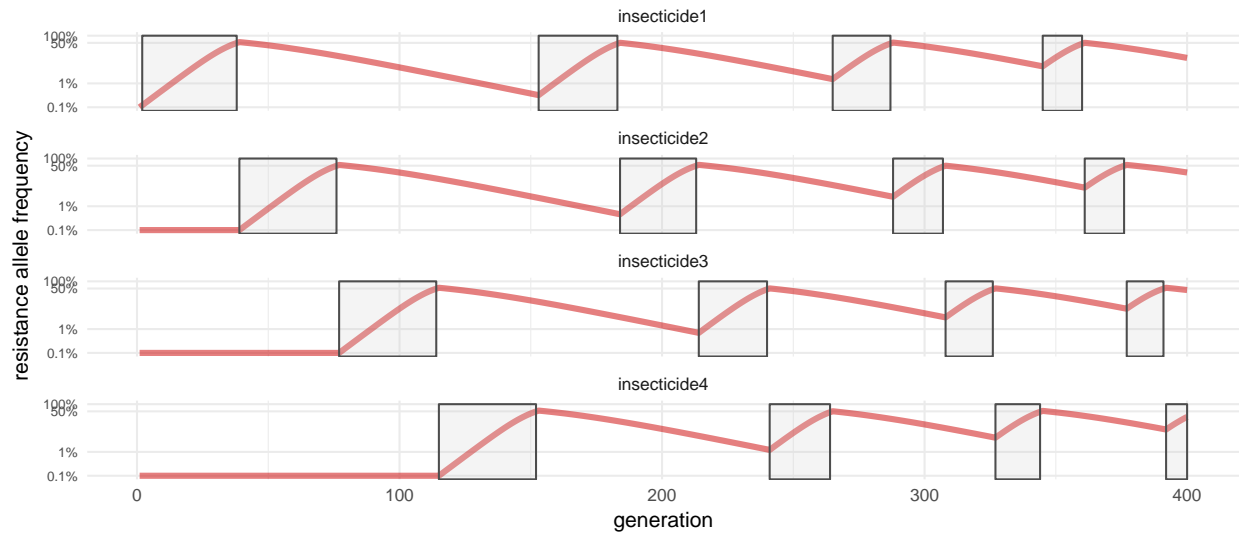 insecticide1
100%
50%
1%
0.1%
insecticide2
100%
50%
1%
0.1%
insecticide3
100%
50%
1%
0.1%
insecticide4
100%
50%
1%
0.1%
resistance allele frequency
0 100 200 300 400
generation